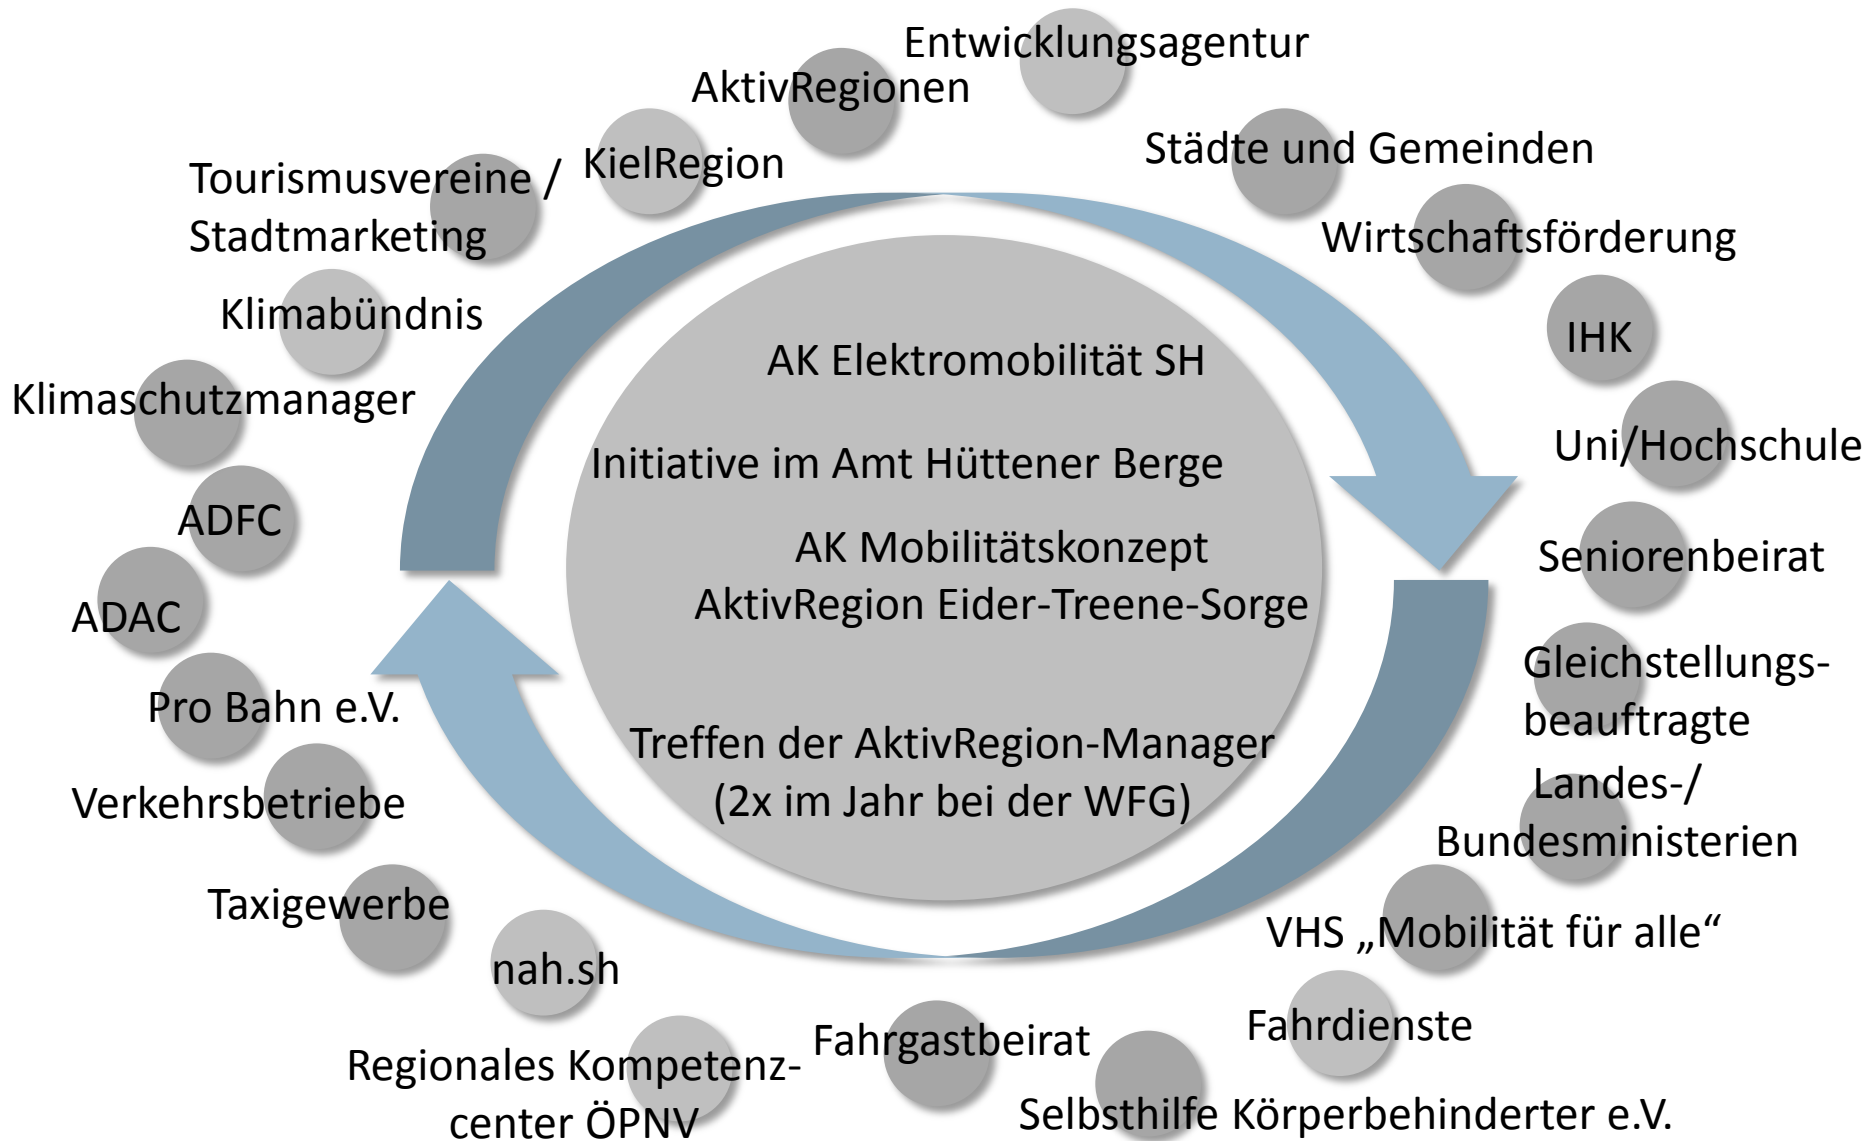 Entwicklungsagentur
AktivRegionen
Städte und Gemeinden
KielRegion
Tourismusvereine /
Stadtmarketing
Wirtschaftsförderung
Klimabündnis
IHK
Klimaschutzmanager
Uni/Hochschule
ADFC
Seniorenbeirat
ADAC
Gleichstellungs-
beauftragte
Pro Bahn e.V.
Landes-/
Bundesministerien
Verkehrsbetriebe
Taxigewerbe
VHS „Mobilität für alle“
nah.sh
Fahrdienste
Fahrgastbeirat
Regionales Kompetenz-
center ÖPNV
Selbsthilfe Körperbehinderter e.V.
AK Elektromobilität SH
Initiative im Amt Hüttener Berge
AK Mobilitätskonzept
AktivRegion Eider-Treene-Sorge
Treffen der AktivRegion-Manager
(2x im Jahr bei der WFG)